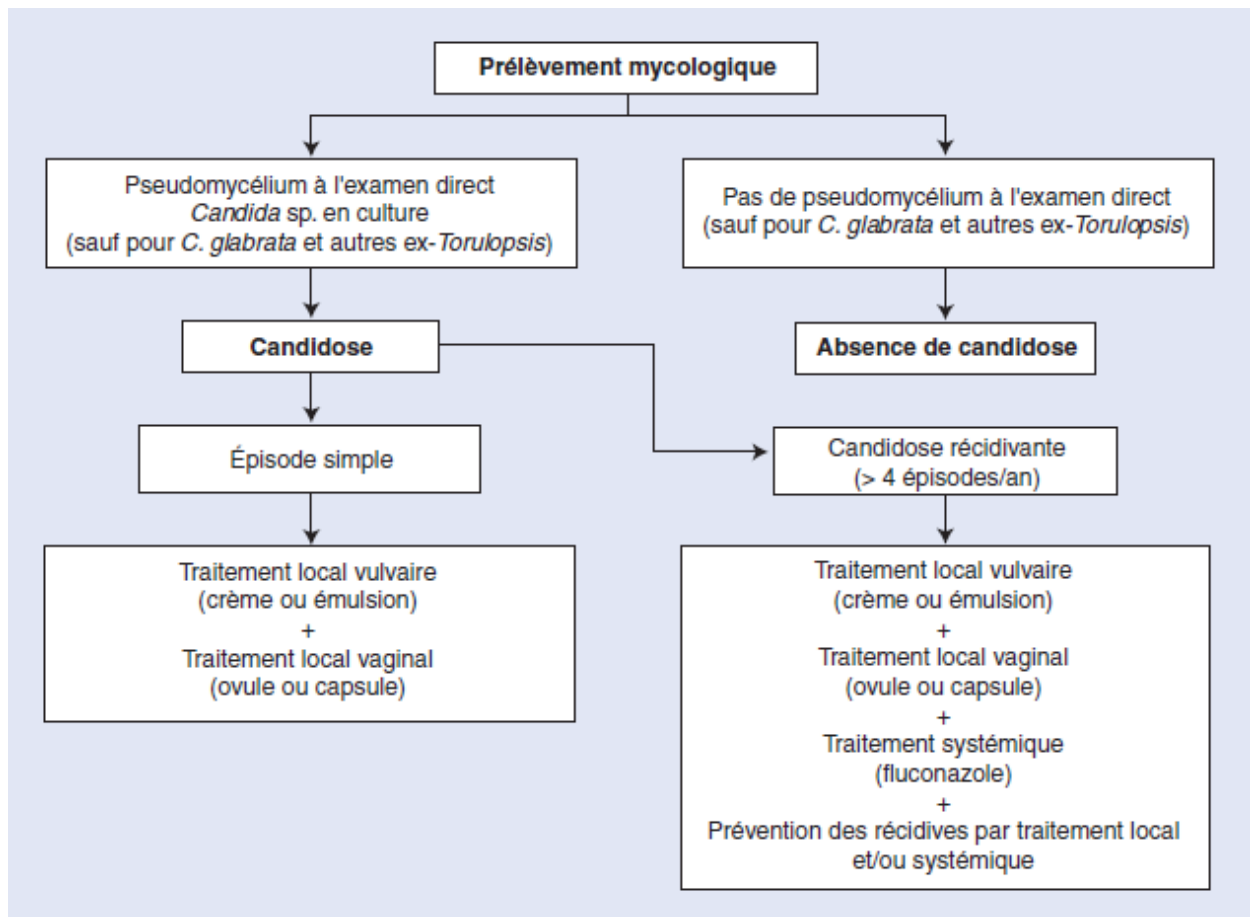 Prélèvement mycologique
Pseudomycélium à l'examen direct
Candida sp. en culture
(sauf pour C. glabrata et autres ex-Torulopsis)
Pas de pseudomycélium à l'examen direct
(sauf pour C. glabrata et autres ex-Torulopsis)
Candidose
Absence de candidose
Épisode simple
Candidose récidivante
(> 4 épisodes/an)
Traitement local vulvaire
(crème ou émulsion)
+
Traitement local vaginal
(ovule ou capsule)
Traitement local vulvaire
(crème ou émulsion)
+
Traitement local vaginal
(ovule ou capsule)
+
Traitement systémique
(fluconazole)
+
Prévention des récidives par traitement local
et/ou systémique